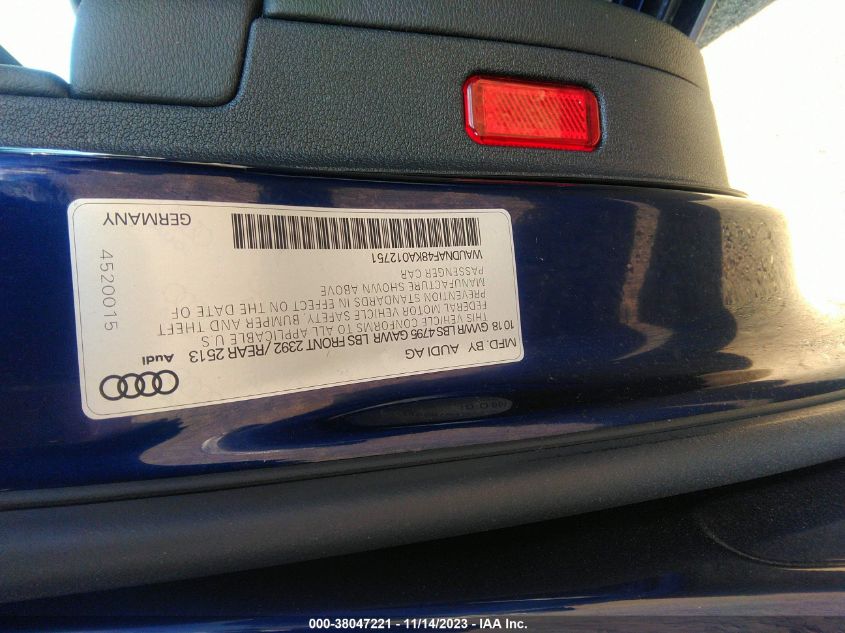 MFD. BY AUDI AG
1018 GVWR LBS 4795 GAWR LBS FRONT 2392 / REAR 2513
THIS VEHICLE CONFORMS TO ALL APPLICABLE U.S
FEDERAL MOTOR VEHICLE SAFETY, BUMPER AND THEFT
PREVENTION STANDARDS IN EFFECT ON THE DATE OF
MANUFACTURE SHOWN ABOVE
PASSENGER CAR
WAUDNAF48KA012751
Audi
4520015
GERMANY
000-38047221 - 11/14/2023 - IAA Inc.